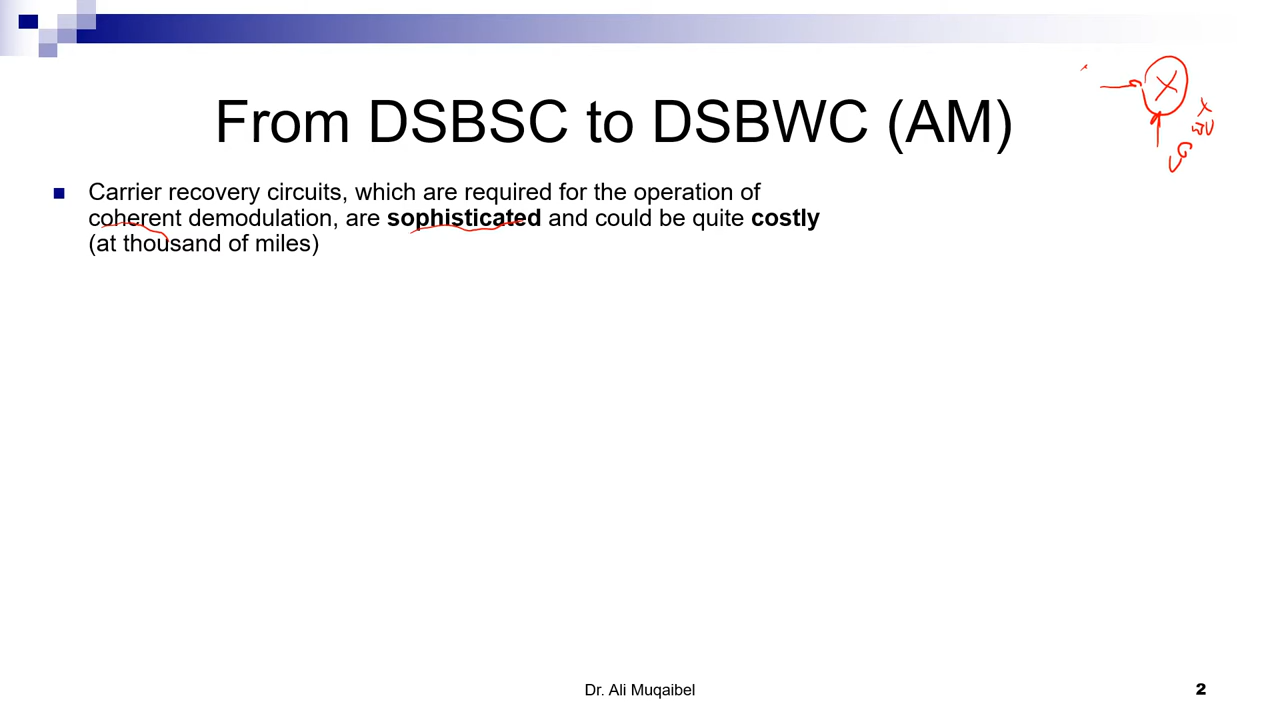 From DSBSC to DSBWC (AM)
Carrier recovery circuits, which are required for the operation of
coherent demodulation, are sophisticated and could be quite costly
(at thousand of miles)
Dr. Ali Muqaibel
2